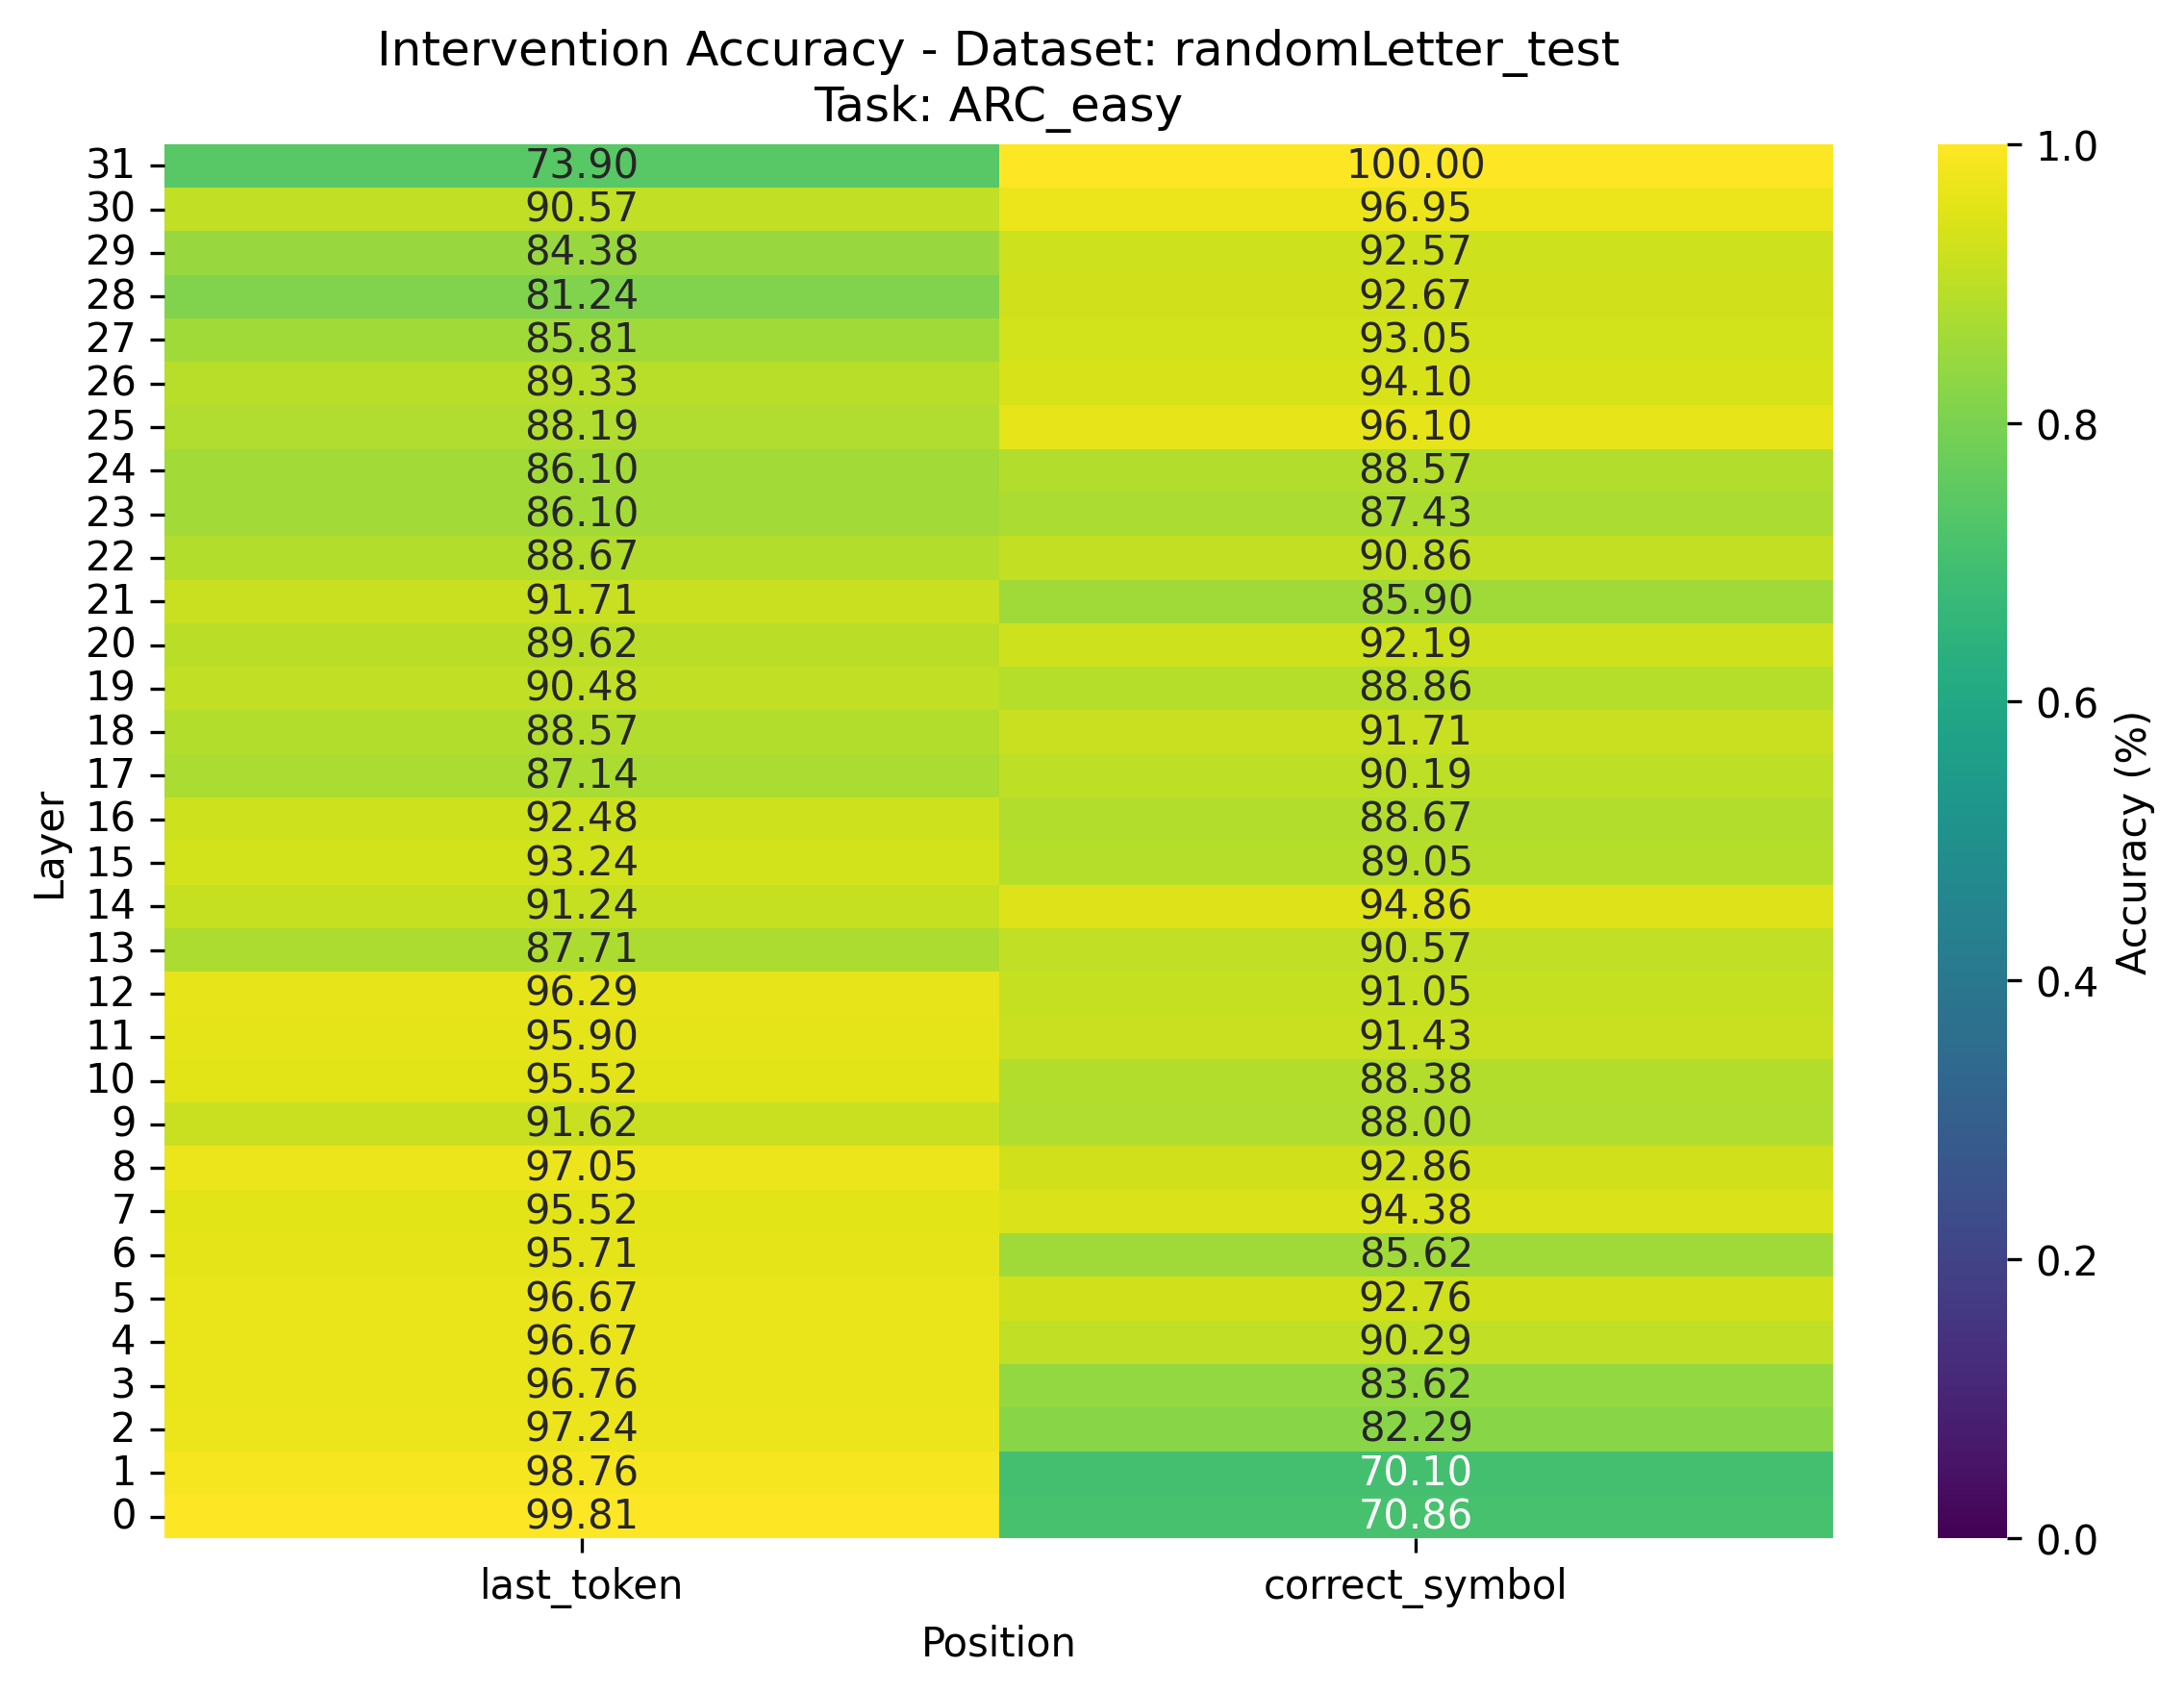 Intervention Accuracy - Dataset: randomLetter_test
Task: ARC_easy
31 73.90 100.00
30 90.57 96.95
29 84.38 92.57
28 81.24 92.67
27 85.81 93.05
26 89.33 94.10
25 88.19 96.10
24 86.10 88.57
23 86.10 87.43
22 88.67 90.86
21 91.71 85.90
20 89.62 92.19
19 90.48 88.86
18 88.57 91.71
17 87.14 90.19
16 92.48 88.67
15 93.24 89.05
14 91.24 94.86
13 87.71 90.57
12 96.29 91.05
11 95.90 91.43
10 95.52 88.38
9 91.62 88.00
8 97.05 92.86
7 95.52 94.38
6 95.71 85.62
5 96.67 92.76
4 96.67 90.29
3 96.76 83.62
2 97.24 82.29
1 98.76 70.10
0 99.81 70.86
last_token correct_symbol
Position
Layer
1.0
0.8
0.6
0.4
0.2
0.0
Accuracy (%)